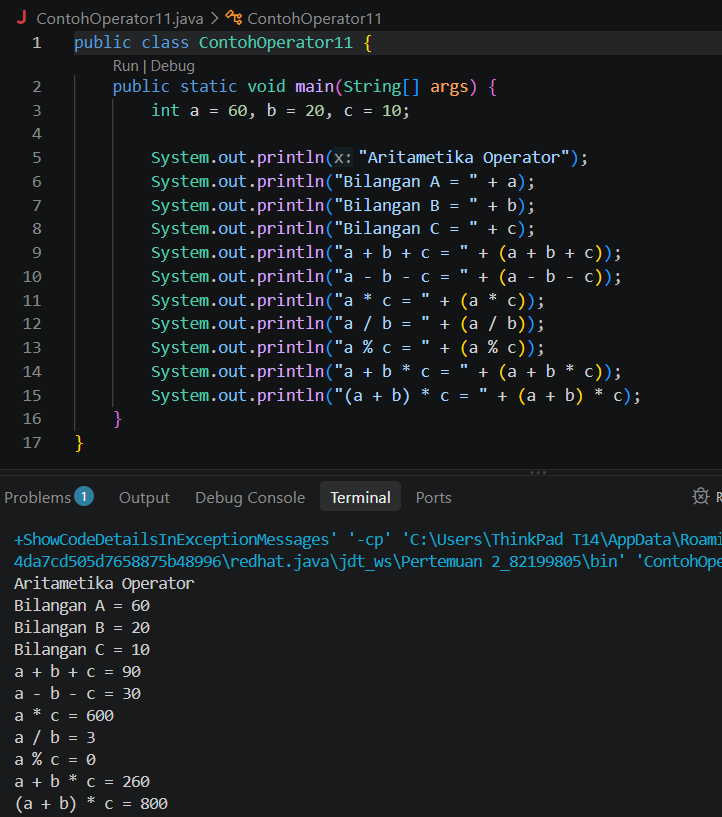 ContohOperator11.java > ContohOperator11
1 public class ContohOperator11 {
Run | Debug
2 public static void main(String[] args) {
3 int a = 60, b = 20, c = 10;
4
5 System.out.println(x: "Aritametika Operator");
6 System.out.println("Bilangan A = " + a);
7 System.out.println("Bilangan B = " + b);
8 System.out.println("Bilangan C = " + c);
9 System.out.println("a + b + c = " + (a + b + c));
10 System.out.println("a - b - c = " + (a - b - c));
11 System.out.println("a * c = " + (a * c));
12 System.out.println("a / b = " + (a / b));
13 System.out.println("a % c = " + (a % c));
14 System.out.println("a + b * c = " + (a + b * c));
15 System.out.println("(a + b) * c = " + (a + b) * c);
16 }
17 }
Problems 1 Output Debug Console Terminal Ports
+ShowCodeDetailsInExceptionMessages' '-cp' 'C:\Users\ThinkPad T14\AppData\Roami
4da7cd505d7658875b48996\redhat.java\jdt_ws\Pertemuan 2_82199805\bin' 'ContohOpe
Aritametika Operator
Bilangan A = 60
Bilangan B = 20
Bilangan C = 10
a + b + c = 90
a - b - c = 30
a * c = 600
a / b = 3
a % c = 0
a + b * c = 260
(a + b) * c = 800